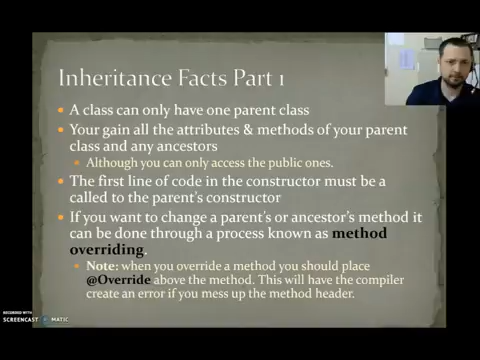 Inheritance Facts Part 1
A class can only have one parent class
Your gain all the attributes & methods of your parent
class and any ancestors
Although you can only access the public ones.
The first line of code in the constructor must be a
called to the parent's constructor
If you want to change a parent's or ancestor's method it
can be done through a process known as method
overriding.
Note: when you override a method you should place
@Override above the method. This will have the compiler
create an error if you mess up the method header.
RECORDED WITH
SCREENCAST MATIC